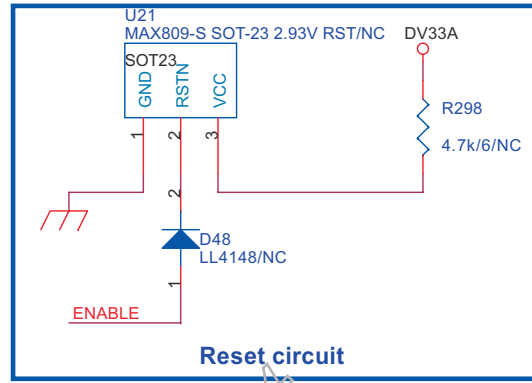 U21
MAX809-S SOT-23 2.93V RST/NC
DV33A
SOT23
GND
RSTN
VCC
1
2
3
R298
4.7k/6/NC
2
D48
LL4148/NC
1
ENABLE
Reset circuit